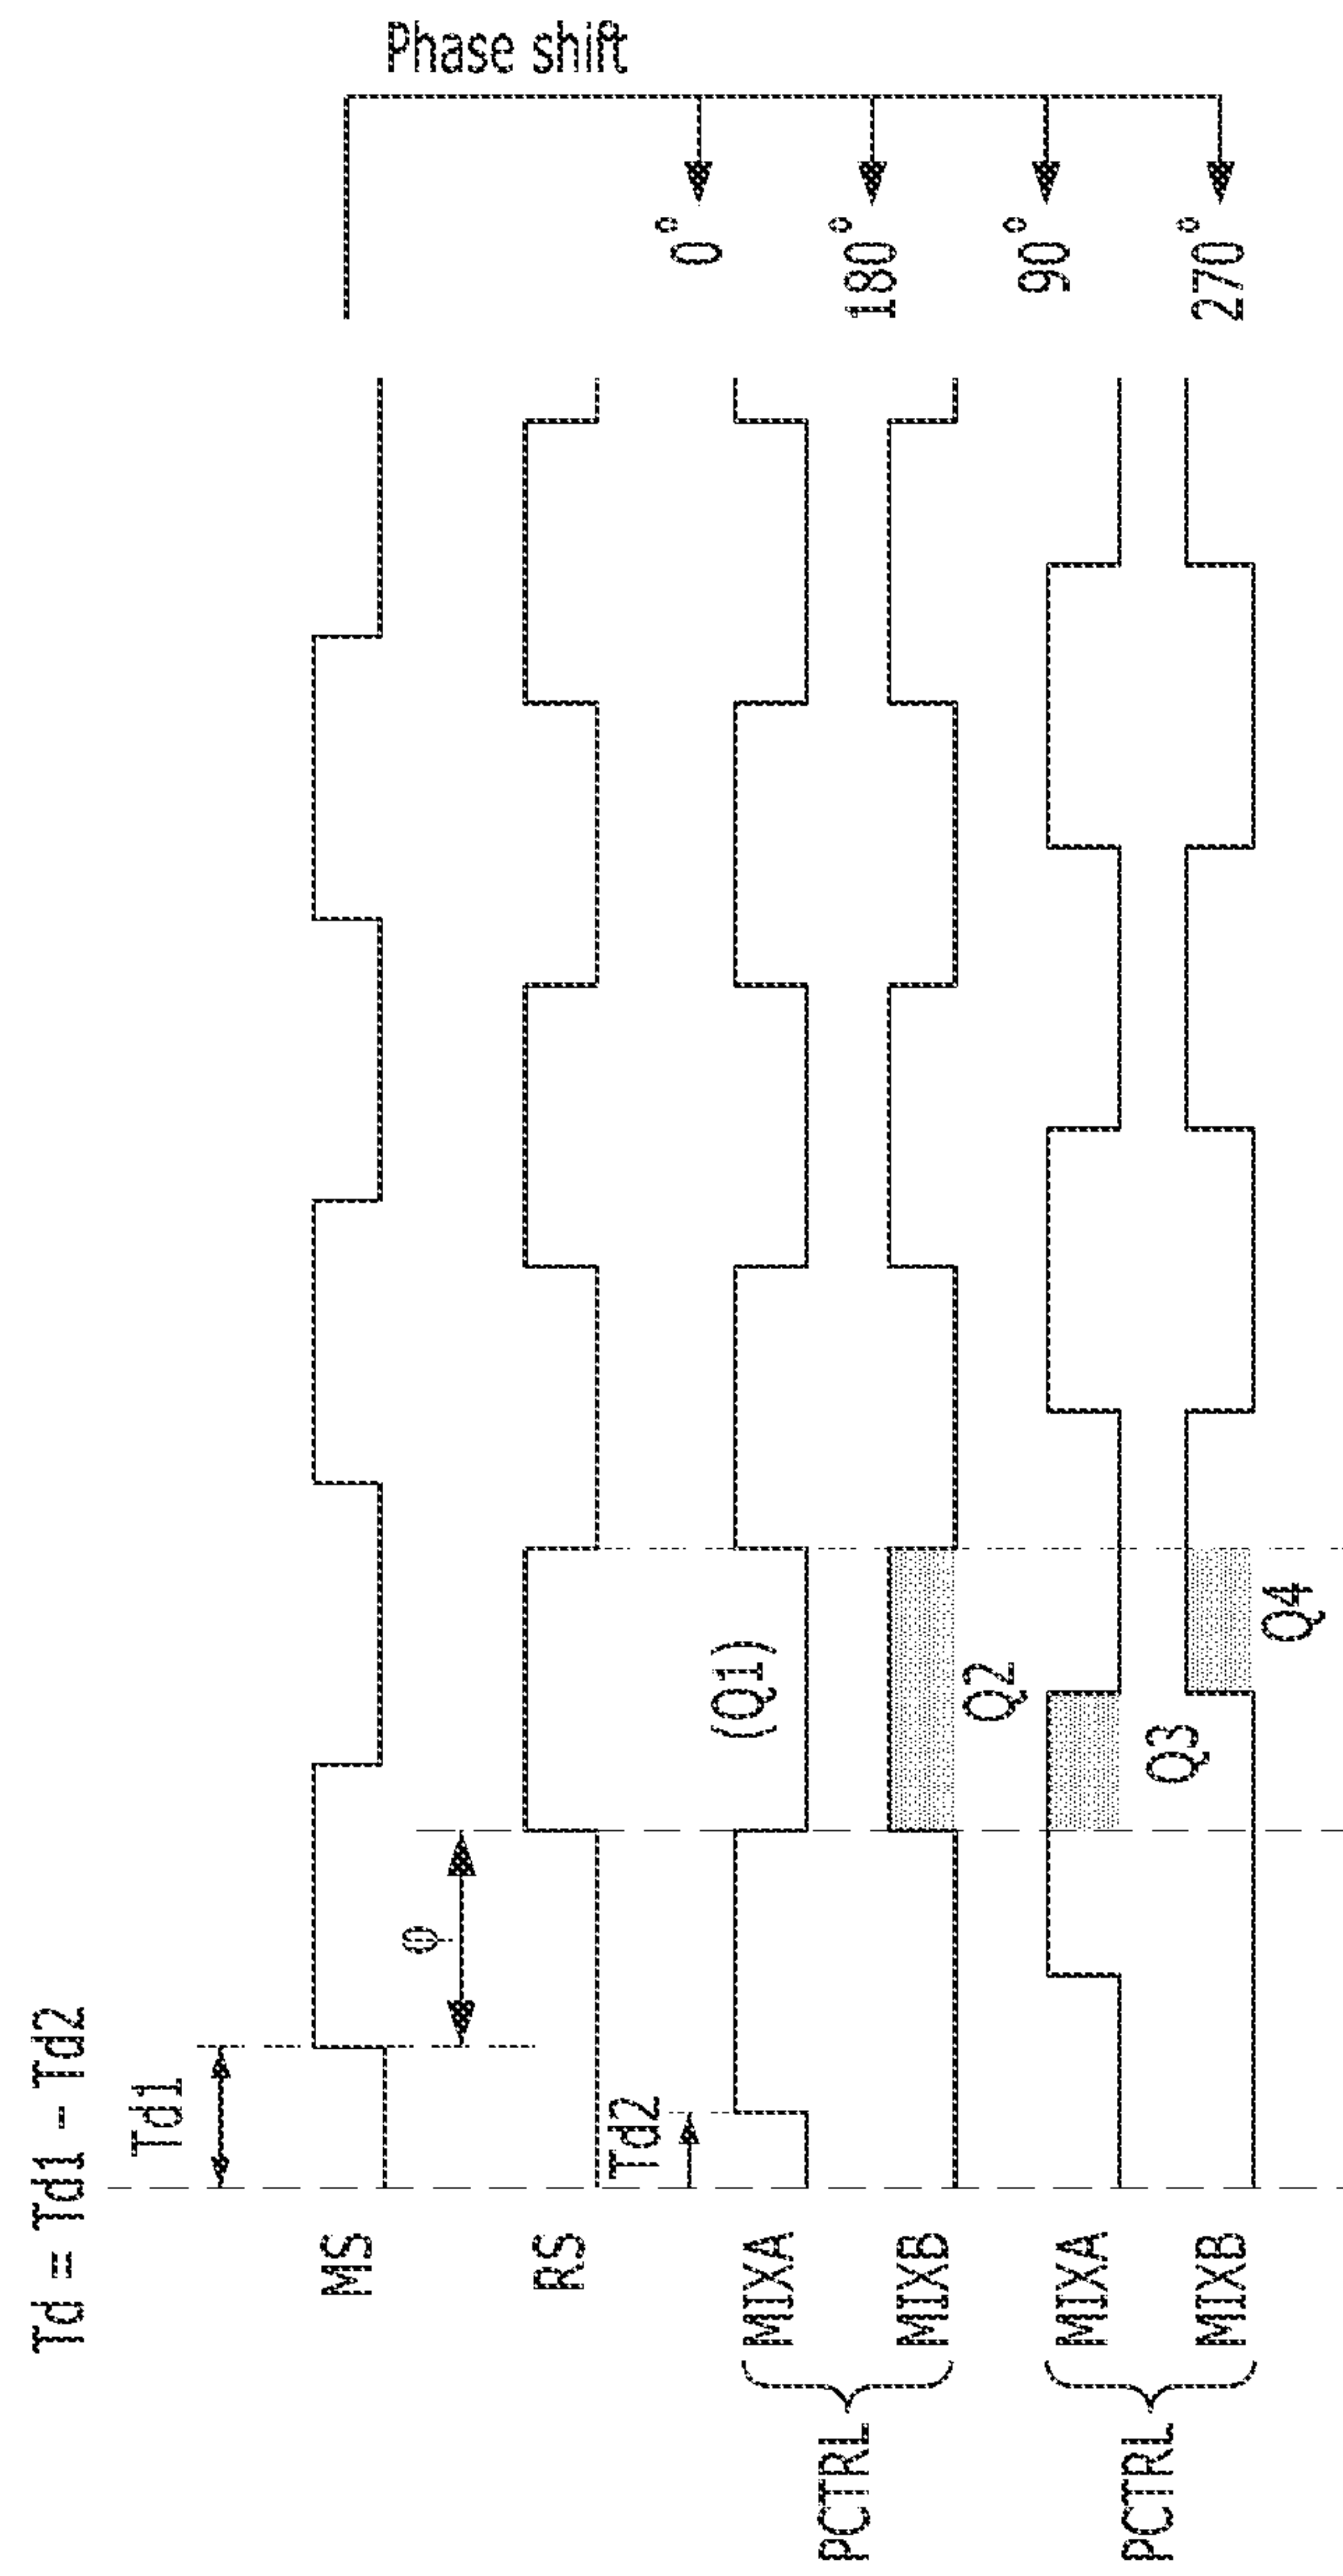 Td = Td1 - Td2
Td1
MS
Phase shift
φ
RS
Td2
PCTRL
MIXA
(Q1)
0°
MIXB
Q2
180°
PCTRL
MIXA
Q3
90°
MIXB
Q4
270°